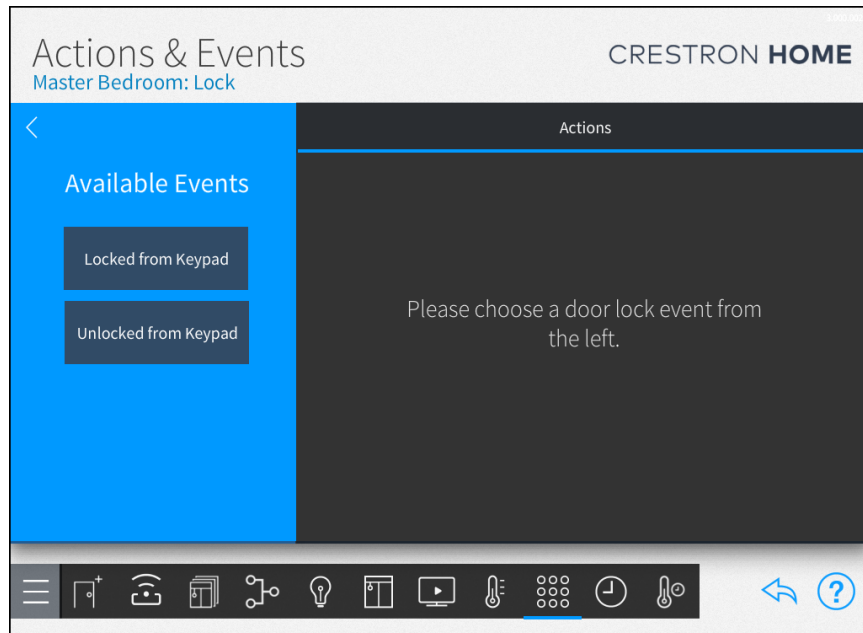 Actions & Events
CRESTRON HOME
Master Bedroom: Lock
Actions
Available Events
Locked from Keypad
Unlocked from Keypad
Please choose a door lock event from
the left.
?